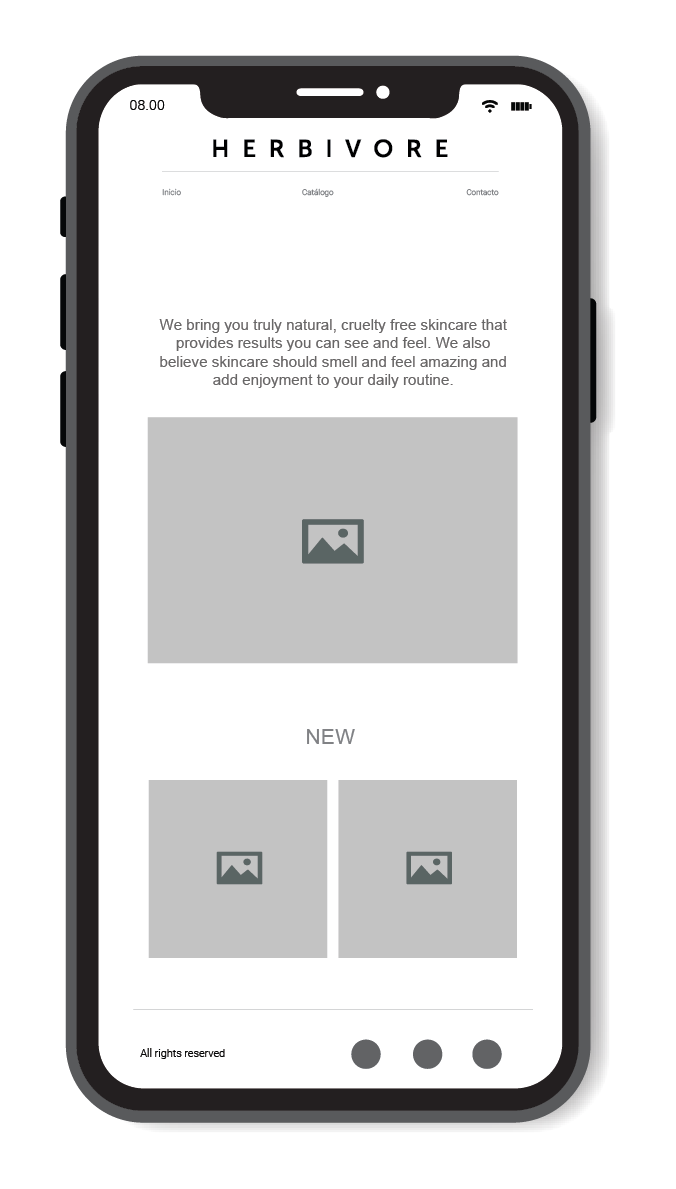 08.00
HERBIVORE
Inicio Catálogo Contacto
We bring you truly natural, cruelty free skincare that
provides results you can see and feel. We also
believe skincare should smell and feel amazing and
add enjoyment to your daily routine.
NEW
All rights reserved